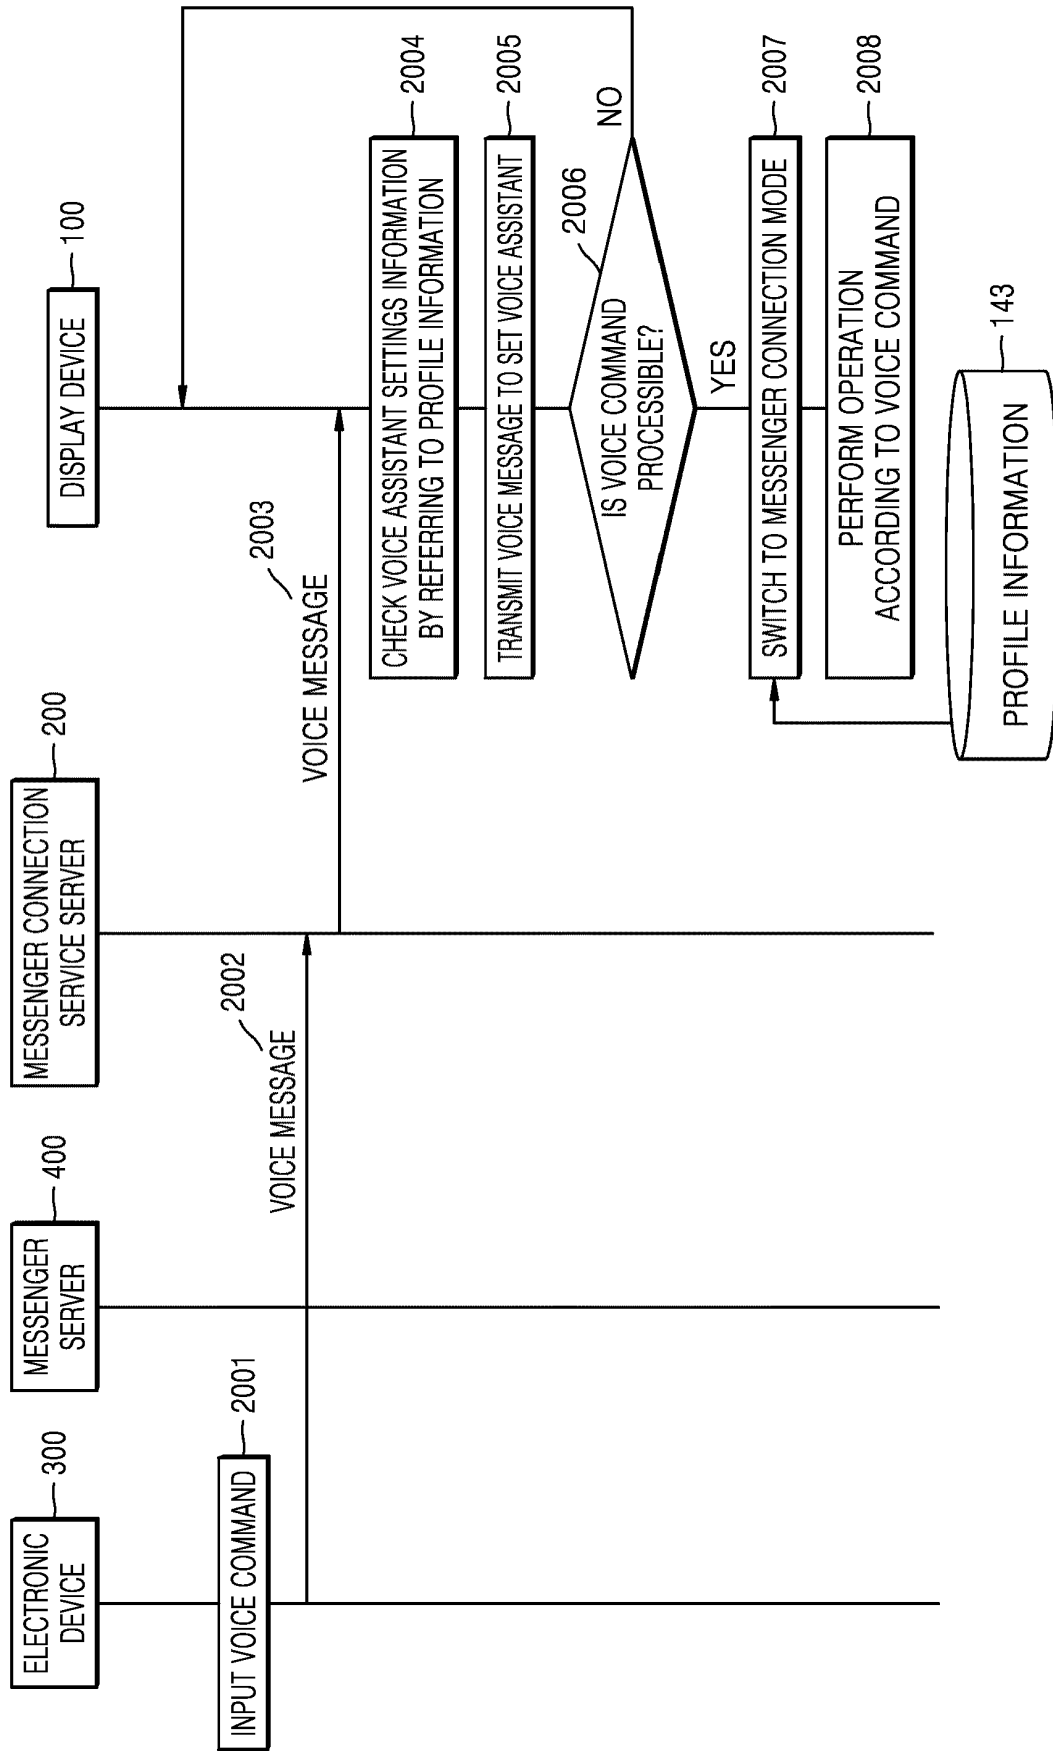 ELECTRONIC
DEVICE
300
MESSENGER
SERVER
400
MESSENGER CONNECTION
SERVICE SERVER
200
DISPLAY DEVICE
100
INPUT VOICE COMMAND
2001
VOICE MESSAGE
2002
VOICE MESSAGE
2003
CHECK VOICE ASSISTANT SETTINGS INFORMATION
BY REFERRING TO PROFILE INFORMATION
2004
TRANSMIT VOICE MESSAGE TO SET VOICE ASSISTANT
2005
IS VOICE COMMAND
PROCESSIBLE?
2006
NO
YES
SWITCH TO MESSENGER CONNECTION MODE
2007
PERFORM OPERATION
ACCORDING TO VOICE COMMAND
2008
PROFILE INFORMATION
143